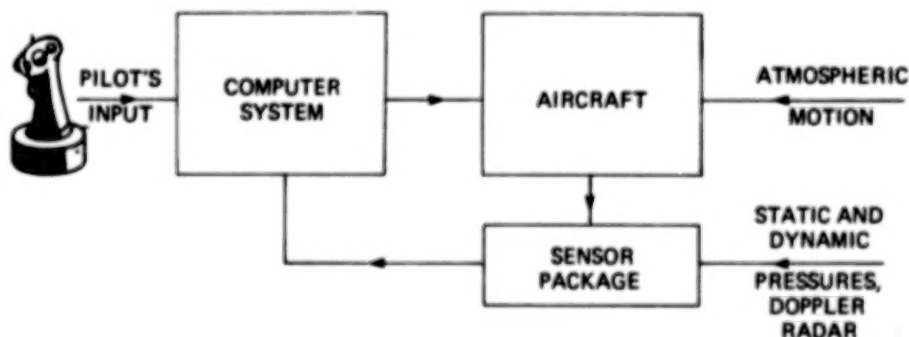 PILOT'S
INPUT
COMPUTER
SYSTEM
AIRCRAFT
ATMOSPHERIC
MOTION
SENSOR
PACKAGE
STATIC AND
DYNAMIC
PRESSURES,
DOPPLER
RADAR